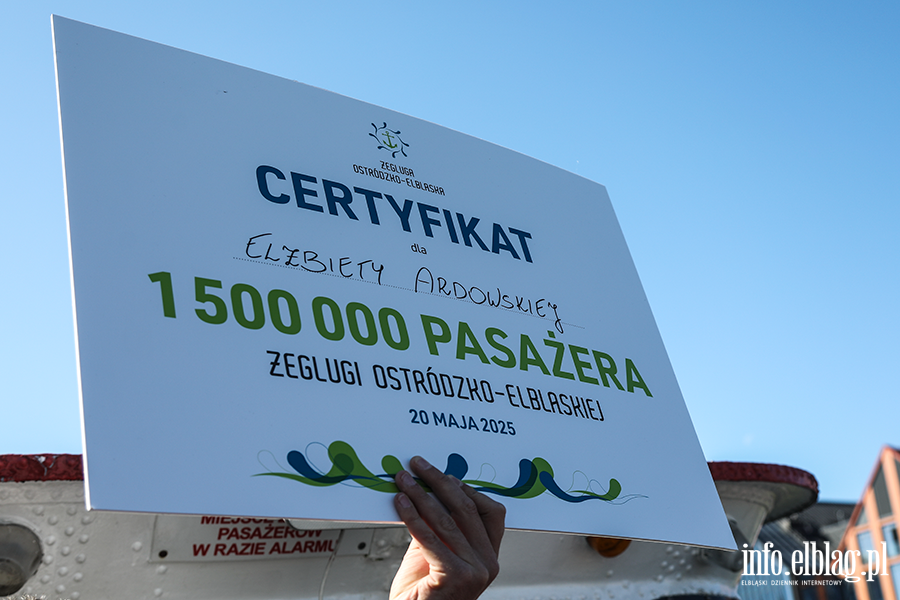 ŻEGLUGA
OSTRÓDZKO-ELBLĄSKA
CERTYFIKAT
dla
ELŻBIETY ARDOWSKIEJ
1 500 000 PASAŻERA
ŻEGLUGI OSTRÓDZKO-ELBLĄSKIEJ
20 MAJA 2025
PASAŻERÓW
W RAZIE ALARMU
info.elblag.pl
ELBLĄSKI DZIENNIK INTERNETOWY